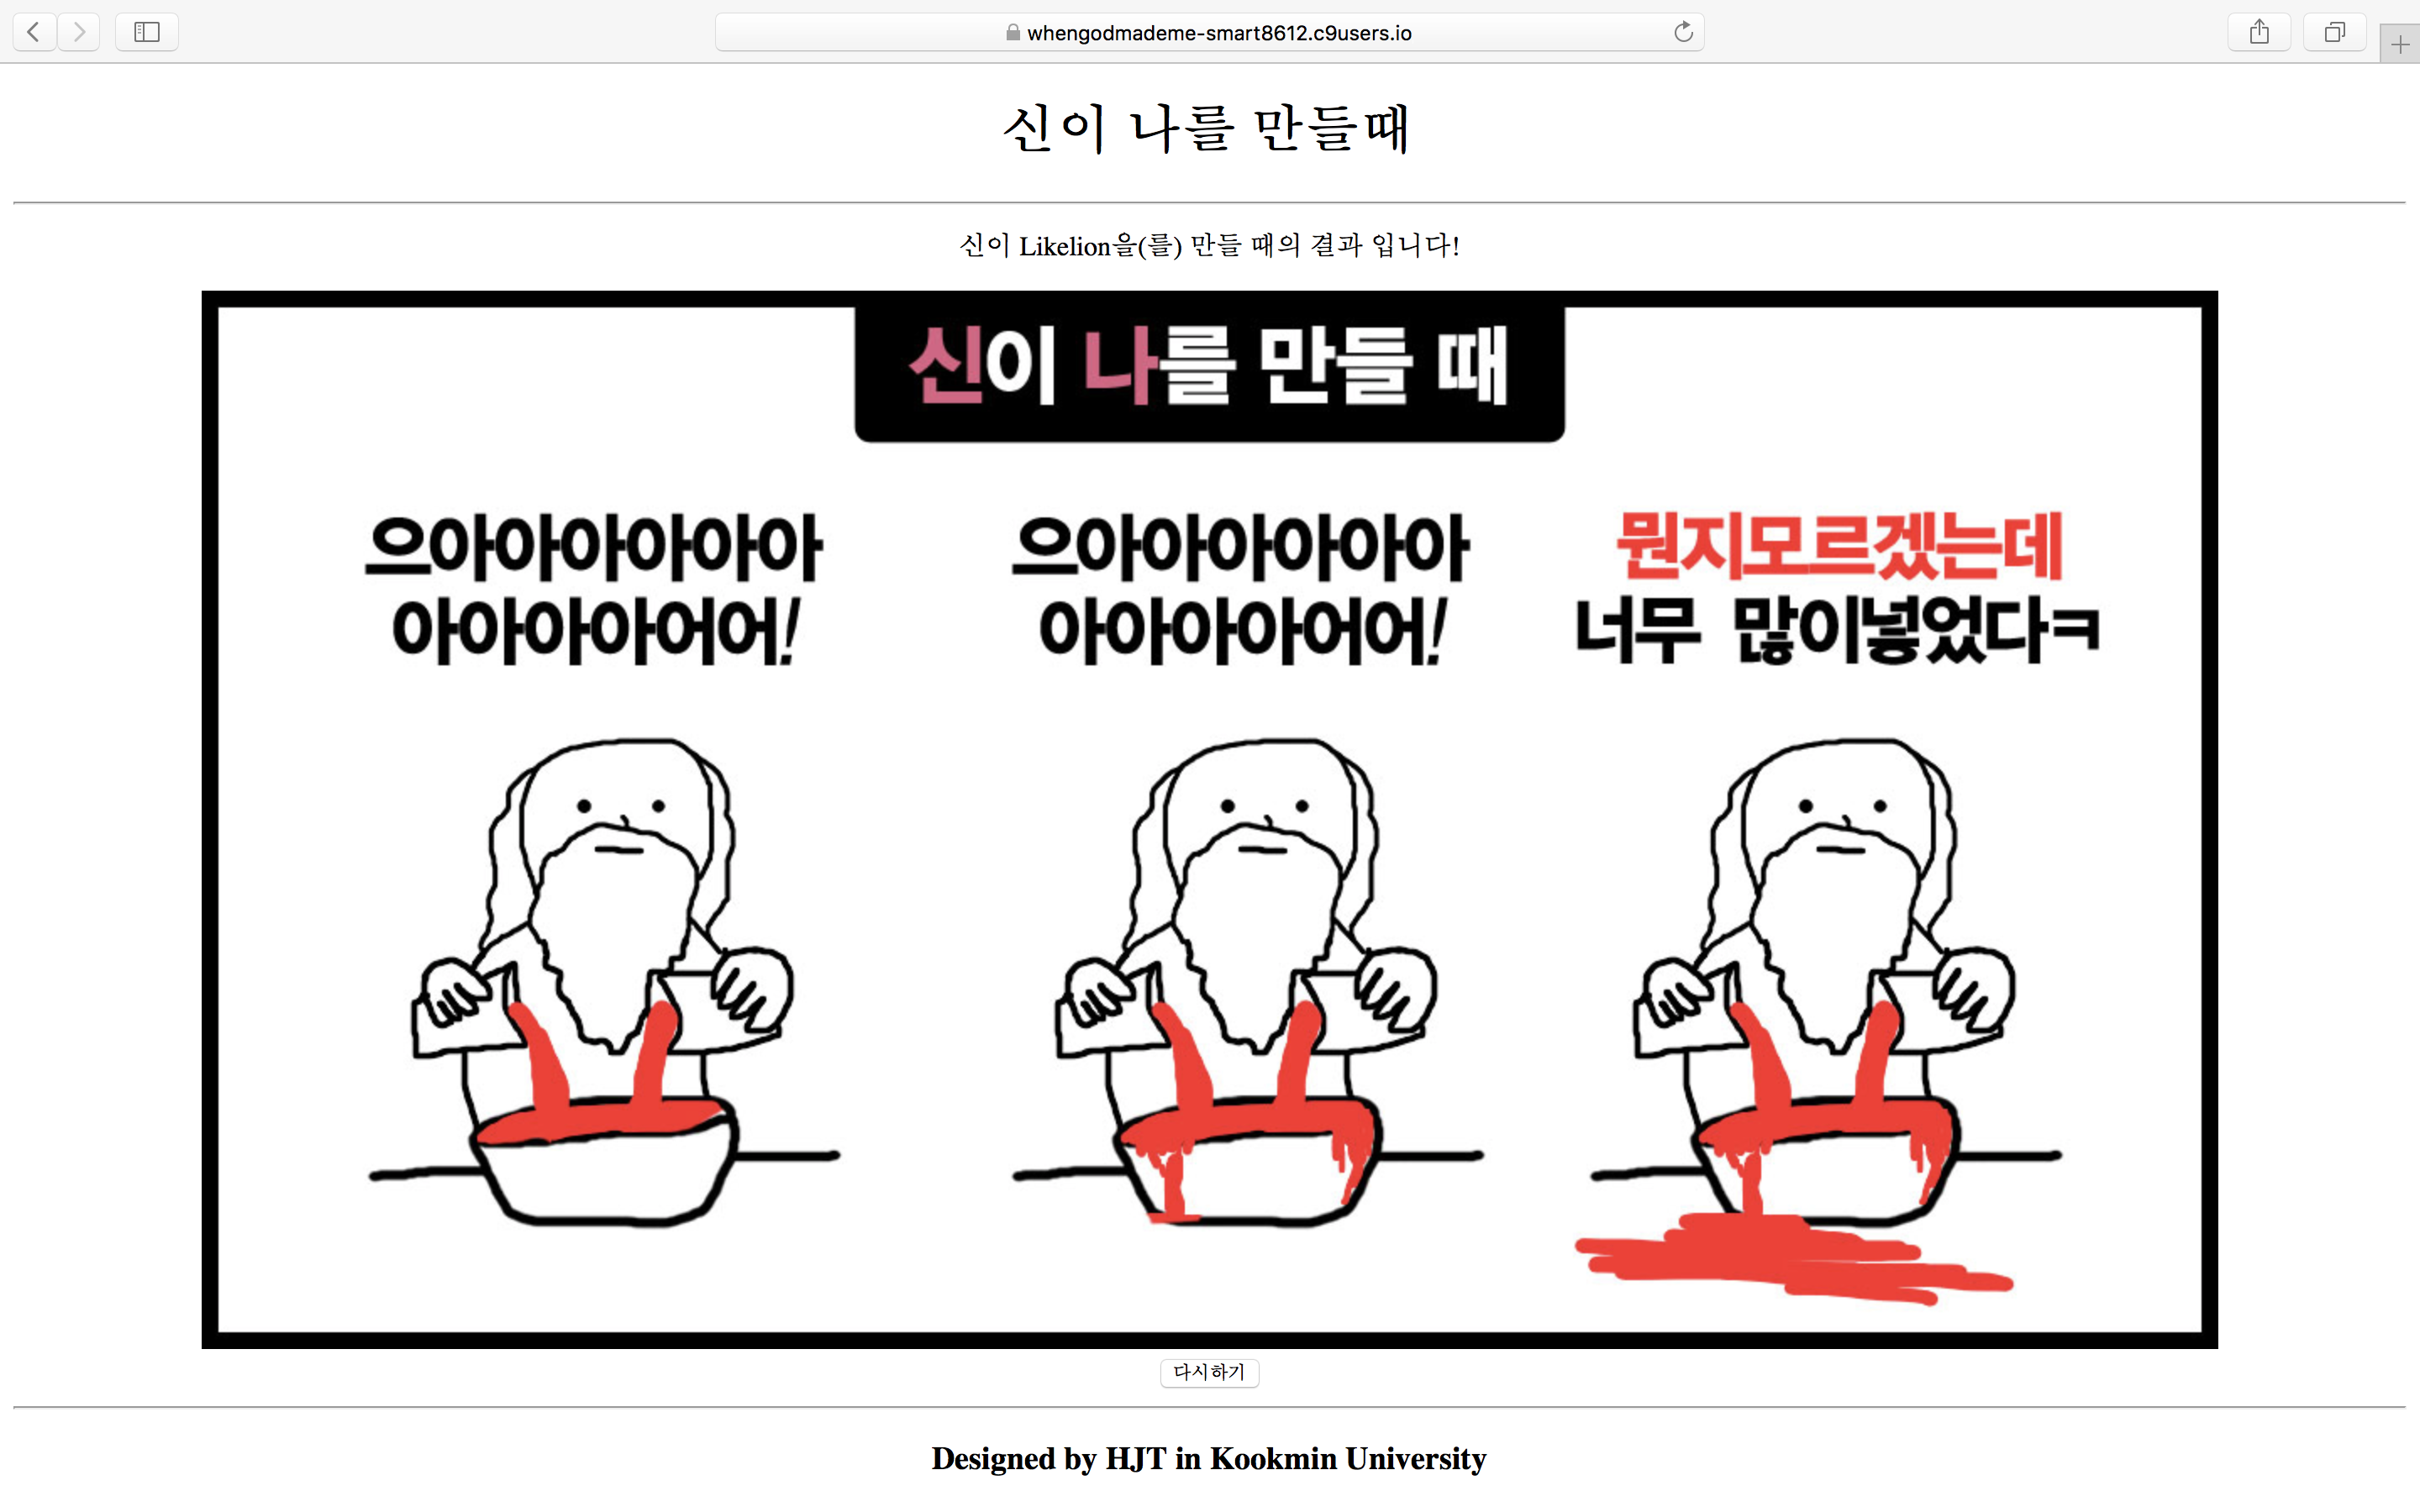 whengodmademe-smart8612.c9users.io
신이 나를 만들때
신이 Likelion을(를) 만들 때의 결과 입니다!
신이 나를 만들 때
으아아아아아아
아아아아어어!
으아아아아아아
아아아아어어!
뭔지모르겠는데
너무 많이넣었다ㅋ
다시하기
Designed by HJT in Kookmin University